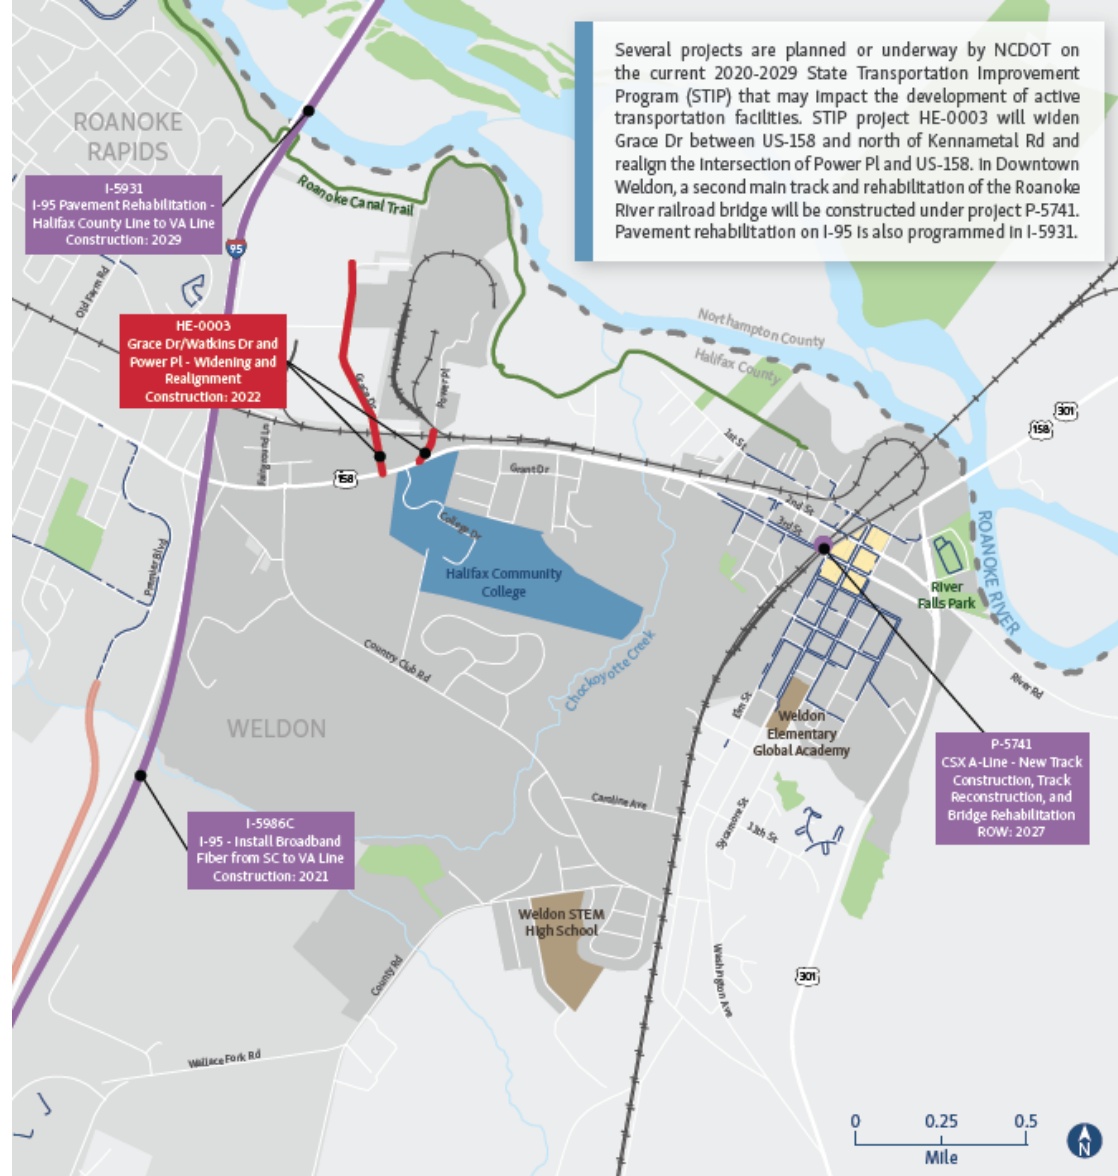 Several projects are planned or underway by NCDOT on
the current 2020-2029 State Transportation Improvement
Program (STIP) that may impact the development of active
transportation facilities. STIP project HE-0003 will widen
Grace Dr between US-158 and north of Kennametal Rd and
realign the intersection of Power Pl and US-158. In Downtown
Weldon, a second main track and rehabilitation of the Roanoke
River railroad bridge will be constructed under project P-5741.
Pavement rehabilitation on I-95 is also programmed in I-5931.
ROANOKE
RAPIDS
I-5931
I-95 Pavement Rehabilitation -
Halifax County Line to VA Line
Construction: 2029
Roanoke Canal Trail
95
Old Farm Rd
HE-0003
Grace Dr/Watkins Dr and
Power Pl - Widening and
Realignment
Construction: 2022
Grace Dr
Power Pl
Northampton County
Halifax County
301
158
1st St
Fairground Ln
158
Grant Dr
2nd St
3rd St
College Dr
ROANOKE RIVER
Premier Blvd
Halifax Community
College
River
Falls Park
Country Club Rd
Chockoyotte Creek
River Rd
Elm St
WELDON
Weldon
Elementary
Global Academy
P-5741
CSX A-Line - New Track
Construction, Track
Reconstruction, and
Bridge Rehabilitation
ROW: 2027
Caroline Ave
Sycamore St
13th St
I-5986C
I-95 - Install Broadband
Fiber from SC to VA Line
Construction: 2021
Weldon STEM
High School
County Rd
Washington Ave
301
Wallace Fork Rd
0 0.25 0.5
Mile
N